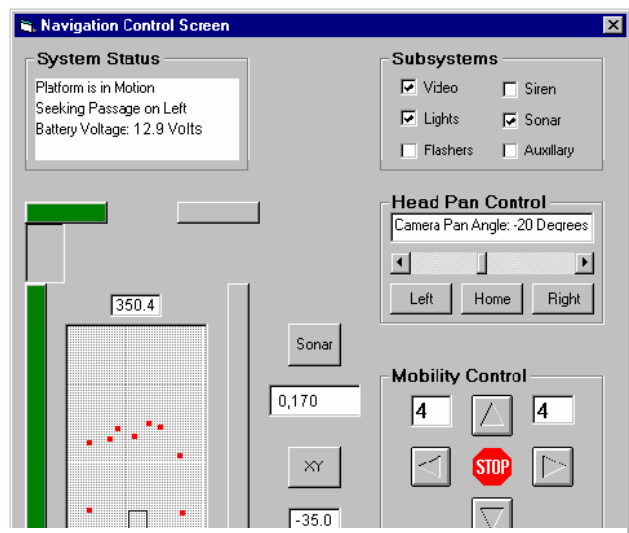 Navigation Control Screen
System Status
Platform is in Motion
Seeking Passage on Left
Battery Voltage: 12.9 Volts
Subsystems
Video
Siren
Lights
Sonar
Flashers
Auxillary
Head Pan Control
Camera Pan Angle: -20 Degrees
Left
Home
Right
350.4
Sonar
0,170
XY
-35.0
Mobility Control
4
4
STOP